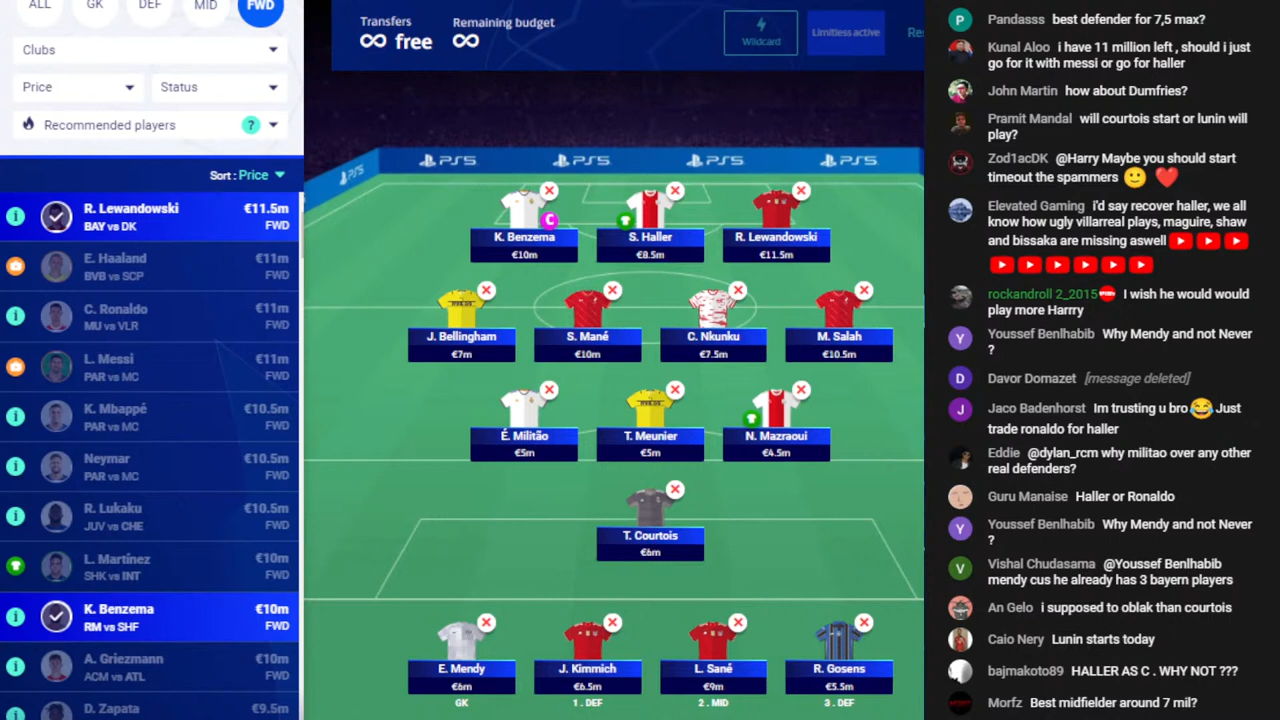 ALL GK DEF MID FWD
Clubs
Price Status
Recommended players ?
Sort : Price
R. Lewandowski €11.5m
BAY vs DK FWD
E. Haaland €11m
BVB vs SCP FWD
C. Ronaldo €11m
MU vs VLR FWD
L. Messi €11m
PAR vs MC FWD
K. Mbappé €10.5m
PAR vs MC FWD
Neymar €10.5m
PAR vs MC FWD
R. Lukaku €10.5m
JUV vs CHE FWD
L. Martínez €10m
SHK vs INT FWD
K. Benzema €10m
RM vs SHF FWD
A. Griezmann €10m
ACM vs ATL FWD
D. Zapata €9.5m
Transfers Remaining budget
∞ free ∞
Wildcard
Limitless active
Re
PS5 PS5 PS5 PS5 PS5
C
K. Benzema S. Haller R. Lewandowski
€10m €8.5m €11.5m
J. Bellingham S. Mané C. Nkunku M. Salah
€7m €10m €7.5m €10.5m
É. Militão T. Meunier N. Mazraoui
€5m €5m €4.5m
T. Courtois
€6m
E. Mendy J. Kimmich L. Sané R. Gosens
€6m €6.5m €9m €5.5m
GK 1. DEF 2. MID 3. DEF
P Pandasss best defender for 7,5 max?
Kunal Aloo i have 11 million left , should i just
go for it with messi or go for haller
John Martin how about Dumfries?
Pramit Mandal will courtois start or lunin will
play?
Zod1acDK @Harry Maybe you should start
timeout the spammers 🙂 ❤️
Elevated Gaming i'd say recover haller, we all
know how ugly villarreal plays, maguire, shaw
and bissaka are missing aswell
rockandroll 2_2015 I wish he would would
play more Harrry
Y Youssef Benlhabib Why Mendy and not Never
?
D Davor Domazet [message deleted]
J Jaco Badenhorst Im trusting u bro 😂 Just
trade ronaldo for haller
Eddie @dylan_rcm why militao over any other
real defenders?
Guru Manaise Haller or Ronaldo
Y Youssef Benlhabib Why Mendy and not Never
?
V Vishal Chudasama @Youssef Benlhabib
mendy cus he already has 3 bayern players
An Gelo i supposed to oblak than courtois
Caio Nery Lunin starts today
bajmakoto89 HALLER AS C . WHY NOT ???
Morfz Best midfielder around 7 mil?